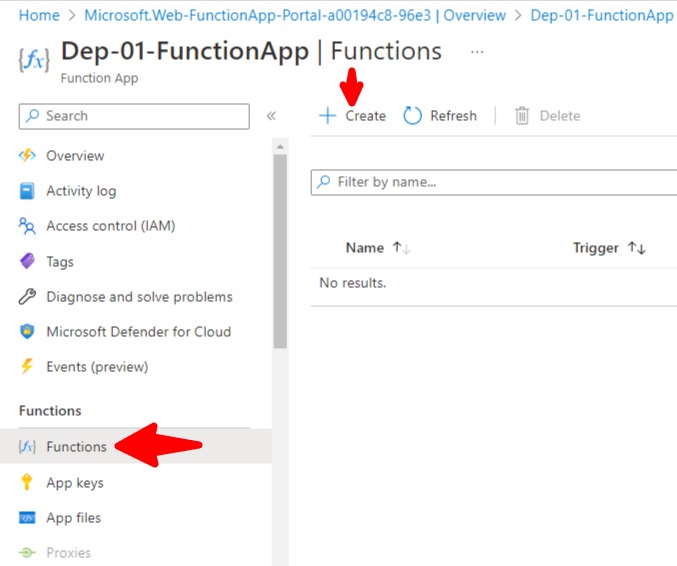 Home > Microsoft.Web-FunctionApp-Portal-a00194c8-96e3 | Overview > Dep-01-FunctionApp
{fx} Dep-01-FunctionApp | Functions ...
Function App
Search «
Overview
Activity log
Access control (IAM)
Tags
Diagnose and solve problems
Microsoft Defender for Cloud
Events (preview)
Functions
{fx} Functions
App keys
App files
Proxies
+ Create Refresh | Delete
Filter by name...
Name ↑↓ Trigger ↑↓
No results.